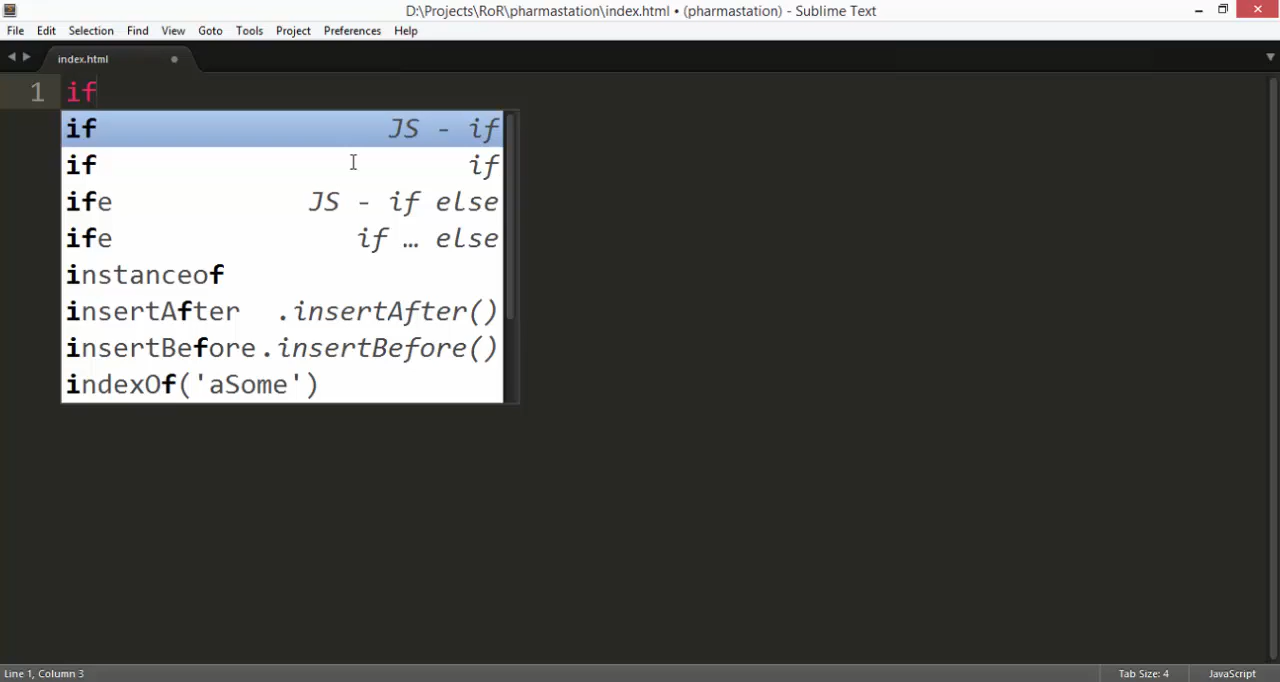 D:\Projects\RoR\pharmastation\index.html • (pharmastation) - Sublime Text
File Edit Selection Find View Goto Tools Project Preferences Help
index.html
1 if
if JS - if
if if
ife JS - if else
ife if … else
instanceof
insertAfter .insertAfter()
insertBefore .insertBefore()
indexOf('aSome')
Line 1, Column 3 Tab Size: 4 JavaScript